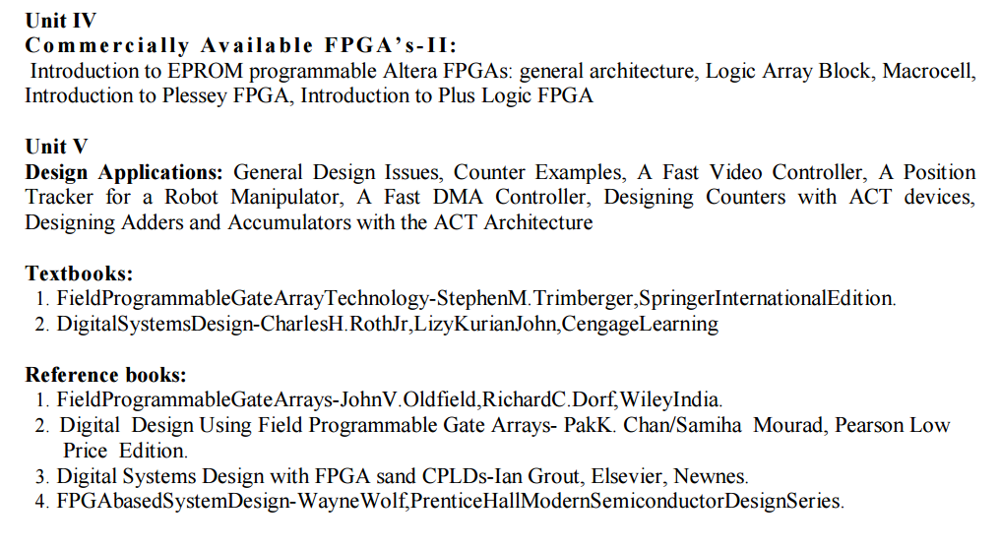 Unit IV
Commercially Available FPGA's-II:
Introduction to EPROM programmable Altera FPGAs: general architecture, Logic Array Block, Macrocell,
Introduction to Plessey FPGA, Introduction to Plus Logic FPGA
Unit V
Design Applications: General Design Issues, Counter Examples, A Fast Video Controller, A Position
Tracker for a Robot Manipulator, A Fast DMA Controller, Designing Counters with ACT devices,
Designing Adders and Accumulators with the ACT Architecture
Textbooks:
1. FieldProgrammableGateArrayTechnology-StephenM.Trimberger,SpringerInternationalEdition.
2. DigitalSystemsDesign-CharlesH.RothJr,LizyKurianJohn,CengageLearning
Reference books:
1. FieldProgrammableGateArrays-JohnV.Oldfield,RichardC.Dorf,WileyIndia.
2. Digital Design Using Field Programmable Gate Arrays- PakK. Chan/Samiha Mourad, Pearson Low
Price Edition.
3. Digital Systems Design with FPGA sand CPLDs-Ian Grout, Elsevier, Newnes.
4. FPGAbasedSystemDesign-WayneWolf,PrenticeHallModernSemiconductorDesignSeries.